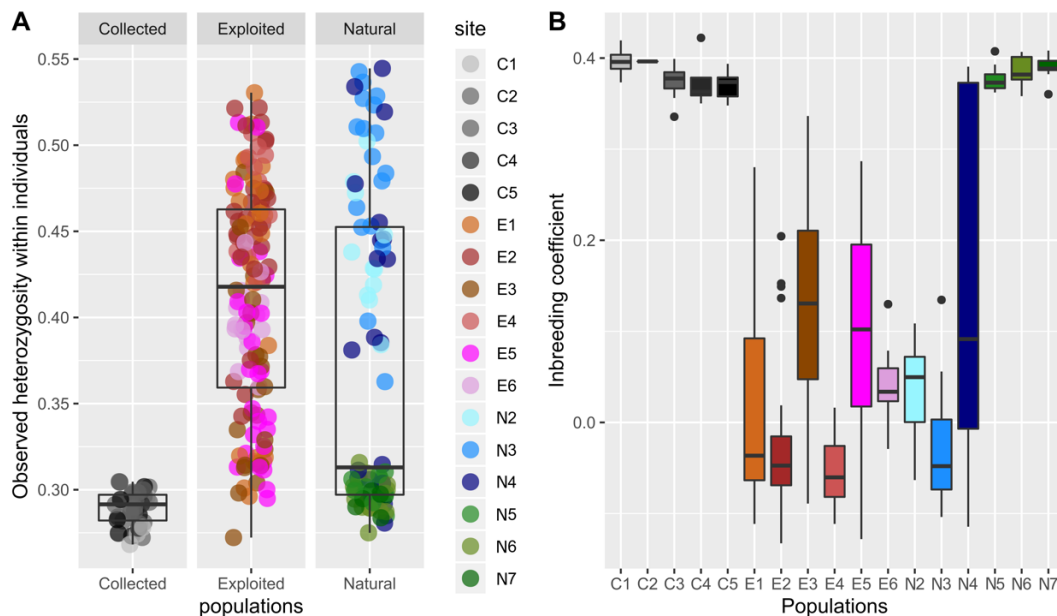 A
Collected
Exploited
Natural
Observed heterozygosity within individuals
0.55
0.50
0.45
0.40
0.35
0.30
Collected
Exploited
Natural
populations
site
C1
C2
C3
C4
C5
E1
E2
E3
E4
E5
E6
N2
N3
N4
N5
N6
N7
B
Inbreeding coefficient
0.4
0.2
0.0
C1 C2 C3 C4 C5 E1 E2 E3 E4 E5 E6 N2 N3 N4 N5 N6 N7
Populations